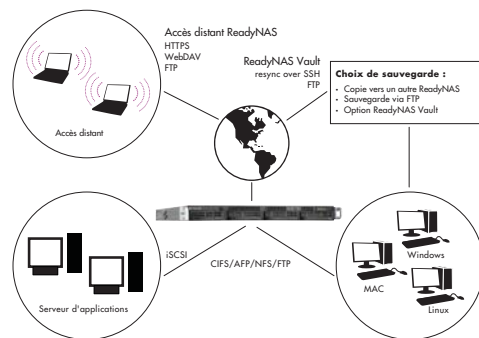 Accès distant ReadyNAS
HTTPS
WebDAV
FTP
Accès distant
ReadyNAS Vault
resync over SSH
FTP
Choix de sauvegarde :
• Copie vers un autre ReadyNAS
• Sauvegarde via FTP
• Option ReadyNAS Vault
iSCSI
CIFS/AFP/NFS/FTP
Serveur d'applications
Windows
MAC
Linux